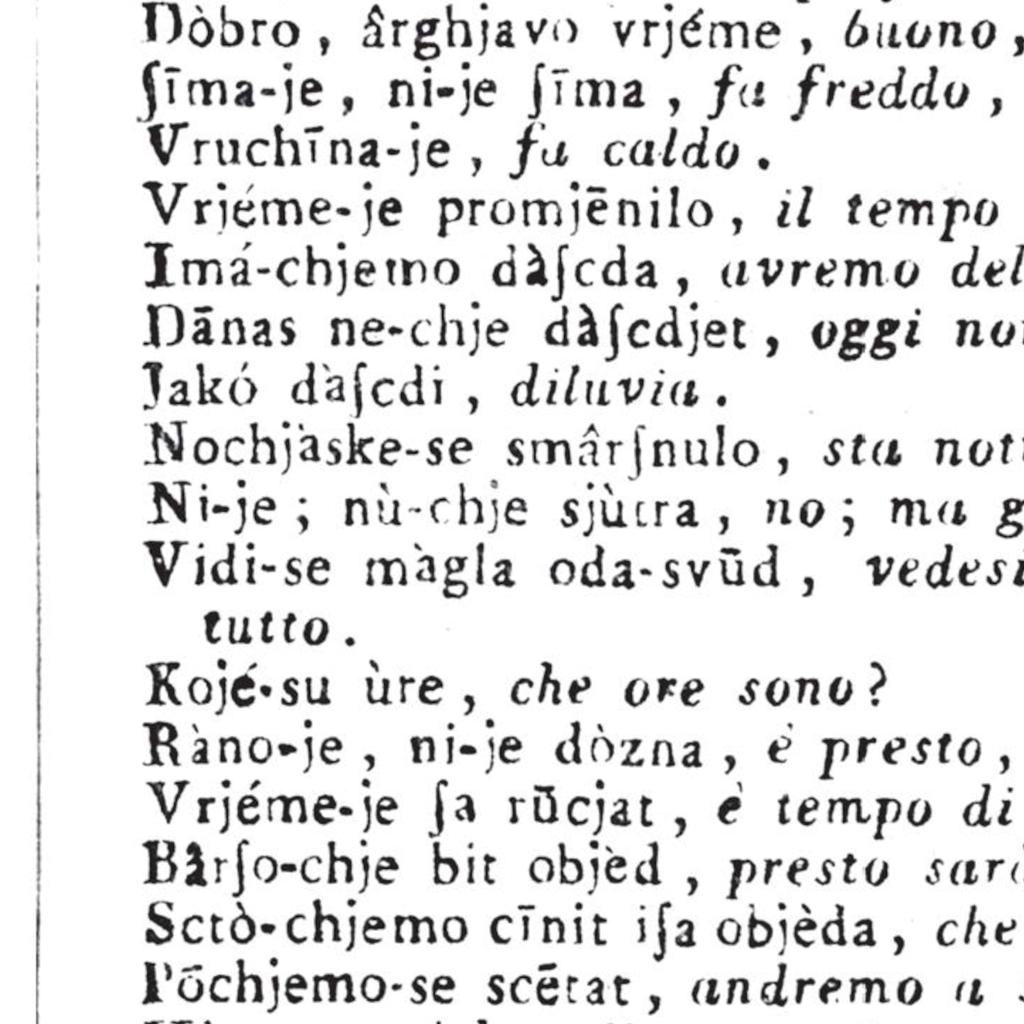 Dòbro, ârghjavo vrjéme, buono,
ſīma-je, ni-je ſīma, fa freddo,
Vruchīna-je, fa caldo.
Vrjéme-je promjēnilo, il tempo
Imá-chjemo dàſcda, avremo del
Dānas ne-chje dàſcdjet, oggi non
Jakó dàſcdi, diluvia.
Nochjàske-se smârſnulo, sta notte
Ni-je; nù-chje sjùtra, no; ma g
Vidi-se màgla oda-svūd, vedesi
tutto.
Kojé-su ùre, che ore sono?
Ràno-je, ni-je dòzna, è presto,
Vrjéme-je ſa rūcjat, è tempo di
Bârſo-chje bit objèd, presto sarà
Sctò-chjemo cīnit iſa objèda, che
Pōchjemo-se scētat, andremo a